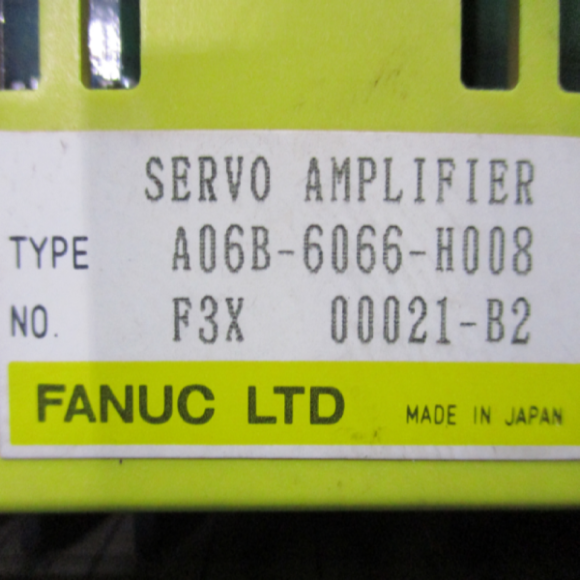 SERVO AMPLIFIER
TYPE A06B-6066-H008
NO. F3X 00021-B2
FANUC LTD MADE IN JAPAN